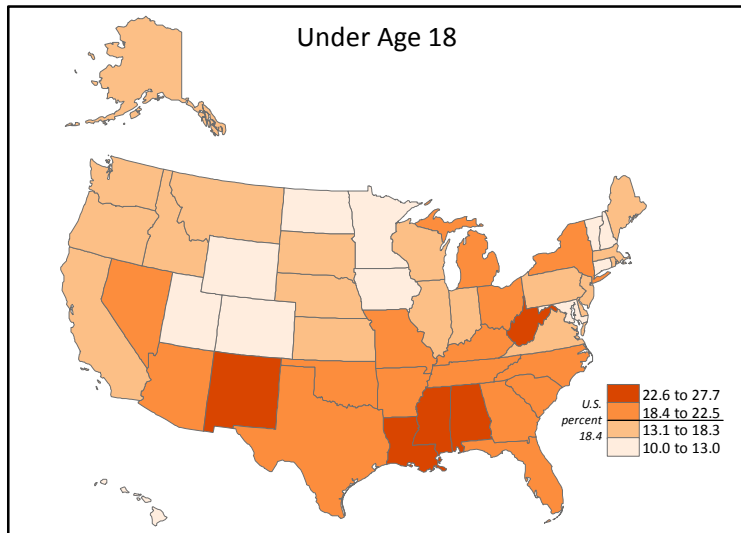 Under Age 18
U.S.
percent
18.4
22.6 to 27.7
18.4 to 22.5
13.1 to 18.3
10.0 to 13.0